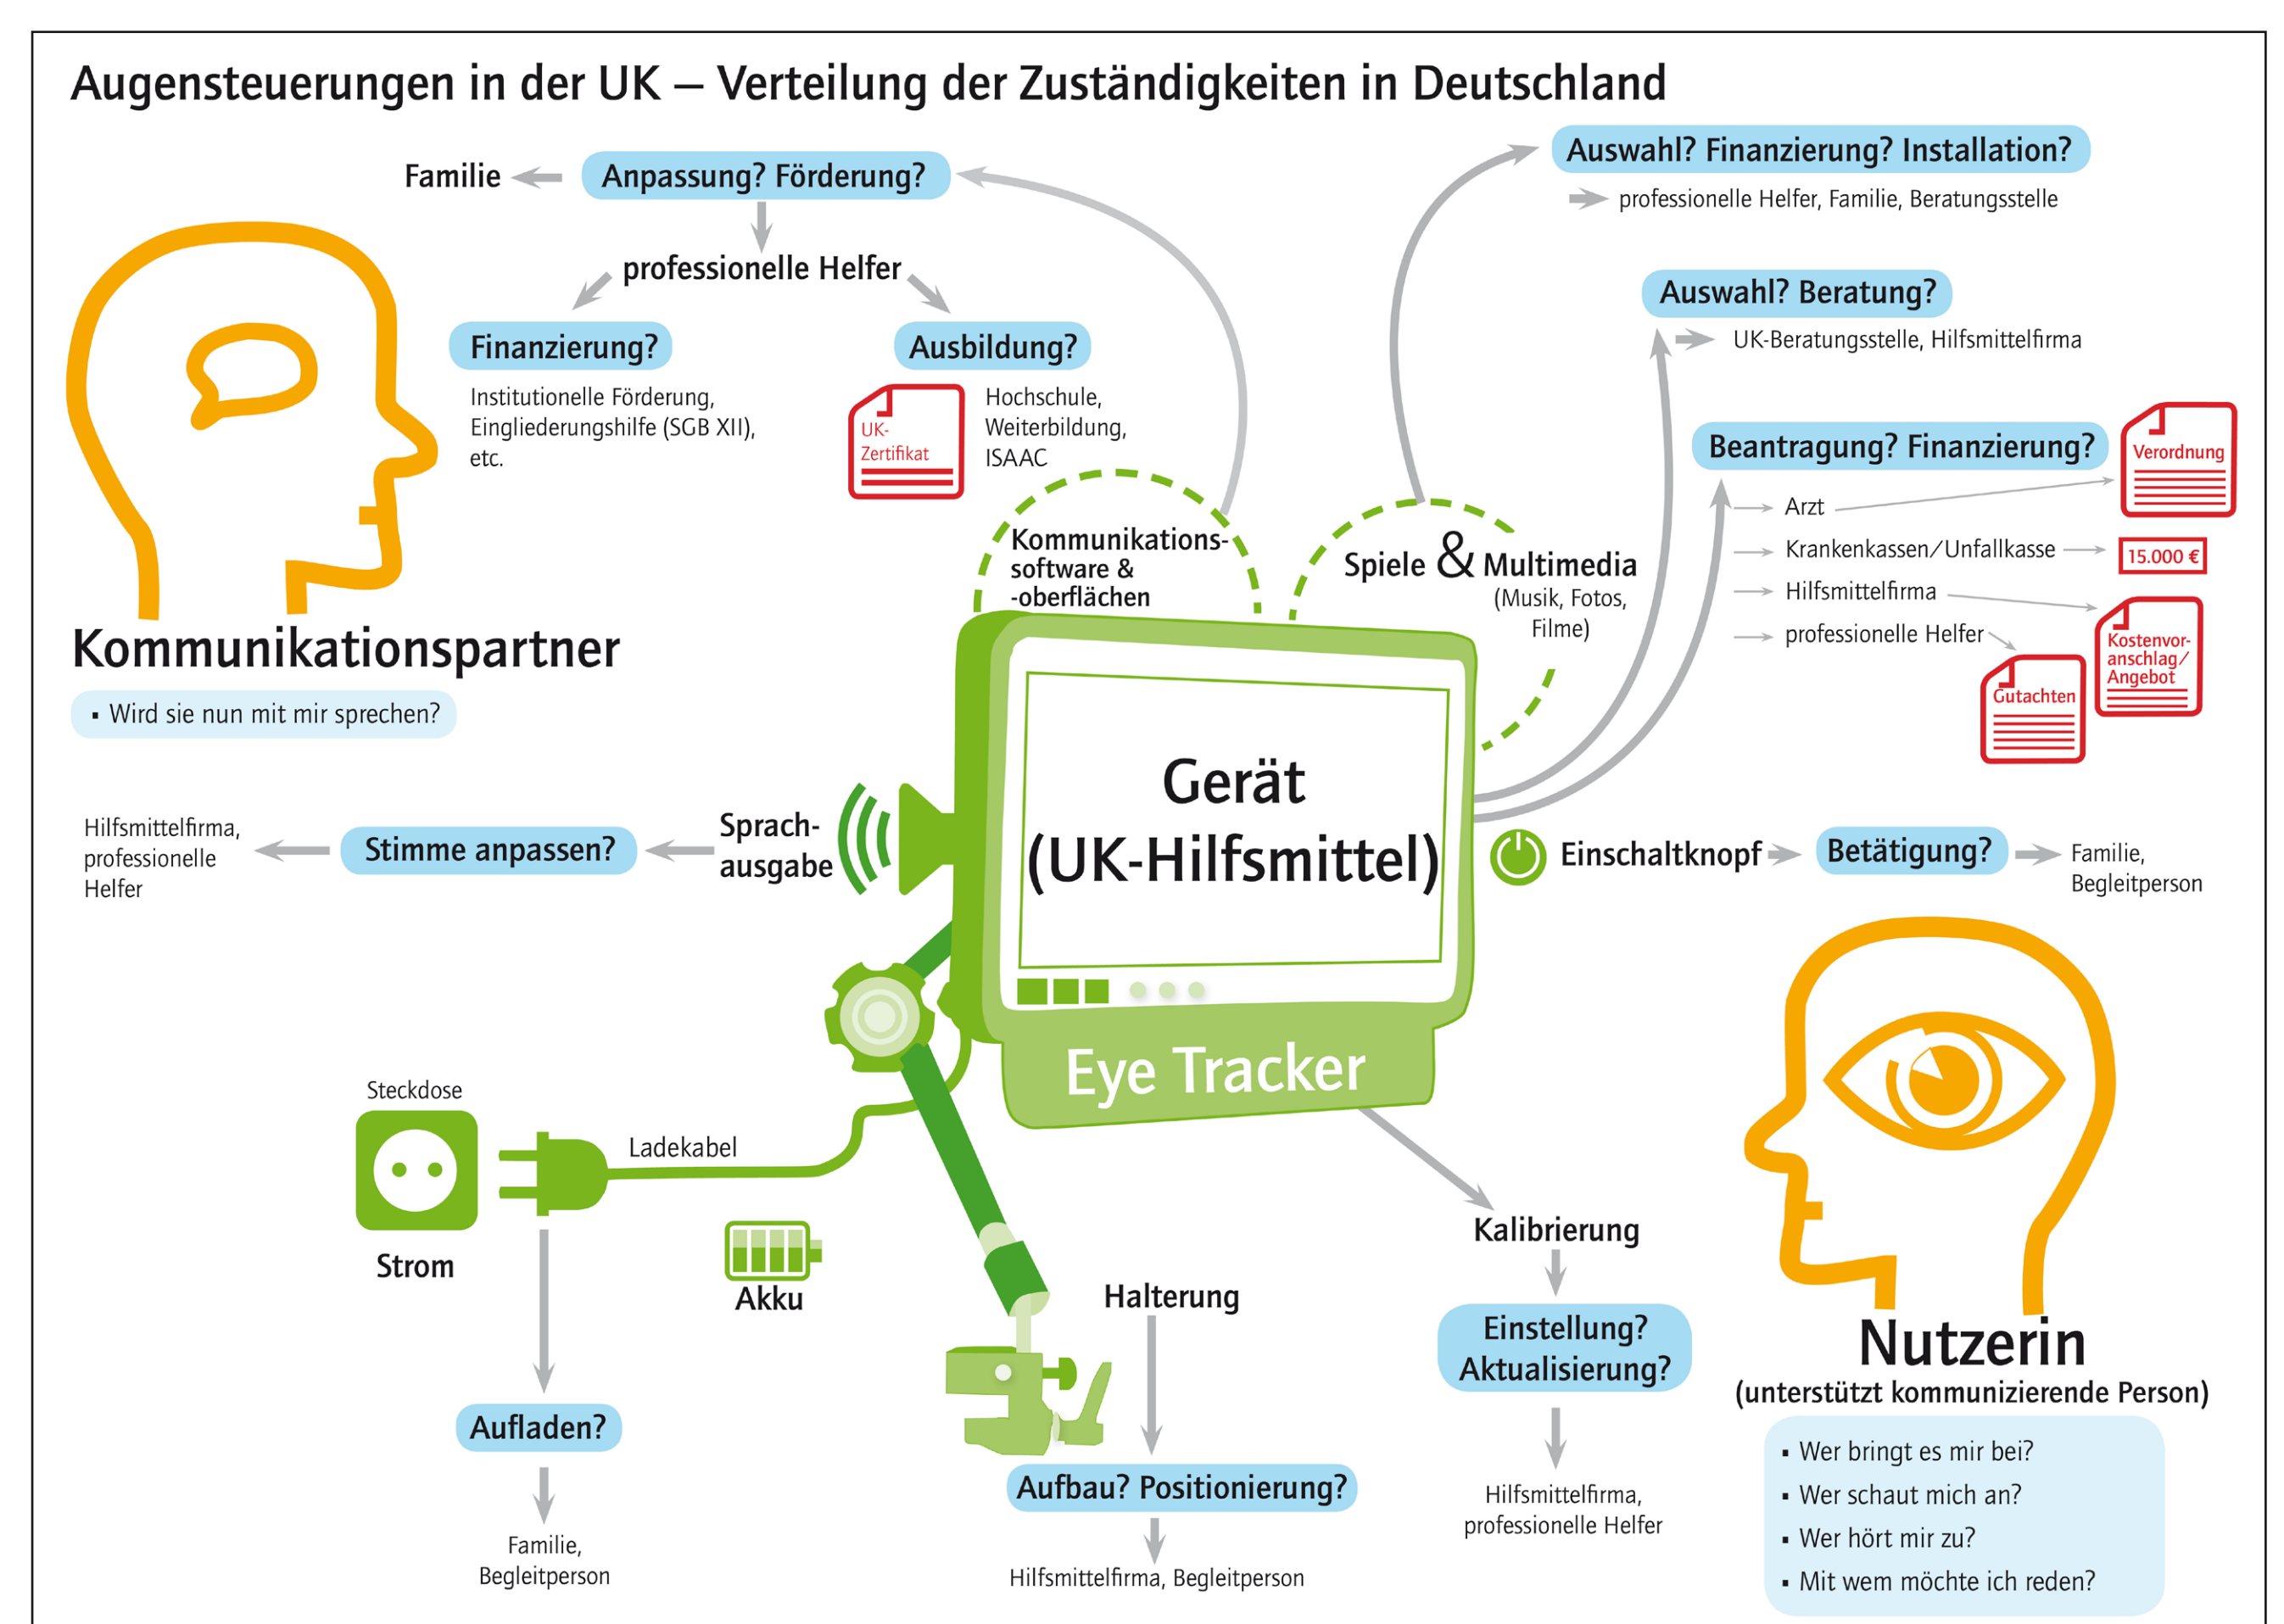 Augensteuerungen in der UK – Verteilung der Zuständigkeiten in Deutschland
Familie
Anpassung? Förderung?
professionelle Helfer
Finanzierung?
Institutionelle Förderung,
Eingliederungshilfe (SGB XII),
etc.
Ausbildung?
UK-
Zertifikat
Hochschule,
Weiterbildung,
ISAAC
Auswahl? Finanzierung? Installation?
professionelle Helfer, Familie, Beratungsstelle
Auswahl? Beratung?
UK-Beratungsstelle, Hilfsmittelfirma
Beantragung? Finanzierung?
Arzt
Verordnung
Krankenkassen/Unfallkasse
15.000 €
Hilfsmittelfirma
Kostenvor-
anschlag/
Angebot
professionelle Helfer
Gutachten
Kommunikations-
software &
-oberflächen
Spiele & Multimedia
(Musik, Fotos,
Filme)
Kommunikationspartner
▪ Wird sie nun mit mir sprechen?
Gerät
(UK-Hilfsmittel)
Eye Tracker
Sprach-
ausgabe
Stimme anpassen?
Hilfsmittelfirma,
professionelle
Helfer
Einschaltknopf
Betätigung?
Familie,
Begleitperson
Steckdose
Ladekabel
Strom
Akku
Aufladen?
Familie,
Begleitperson
Halterung
Aufbau? Positionierung?
Hilfsmittelfirma, Begleitperson
Kalibrierung
Einstellung?
Aktualisierung?
Hilfsmittelfirma,
professionelle Helfer
Nutzerin
(unterstützt kommunizierende Person)
▪ Wer bringt es mir bei?
▪ Wer schaut mich an?
▪ Wer hört mir zu?
▪ Mit wem möchte ich reden?